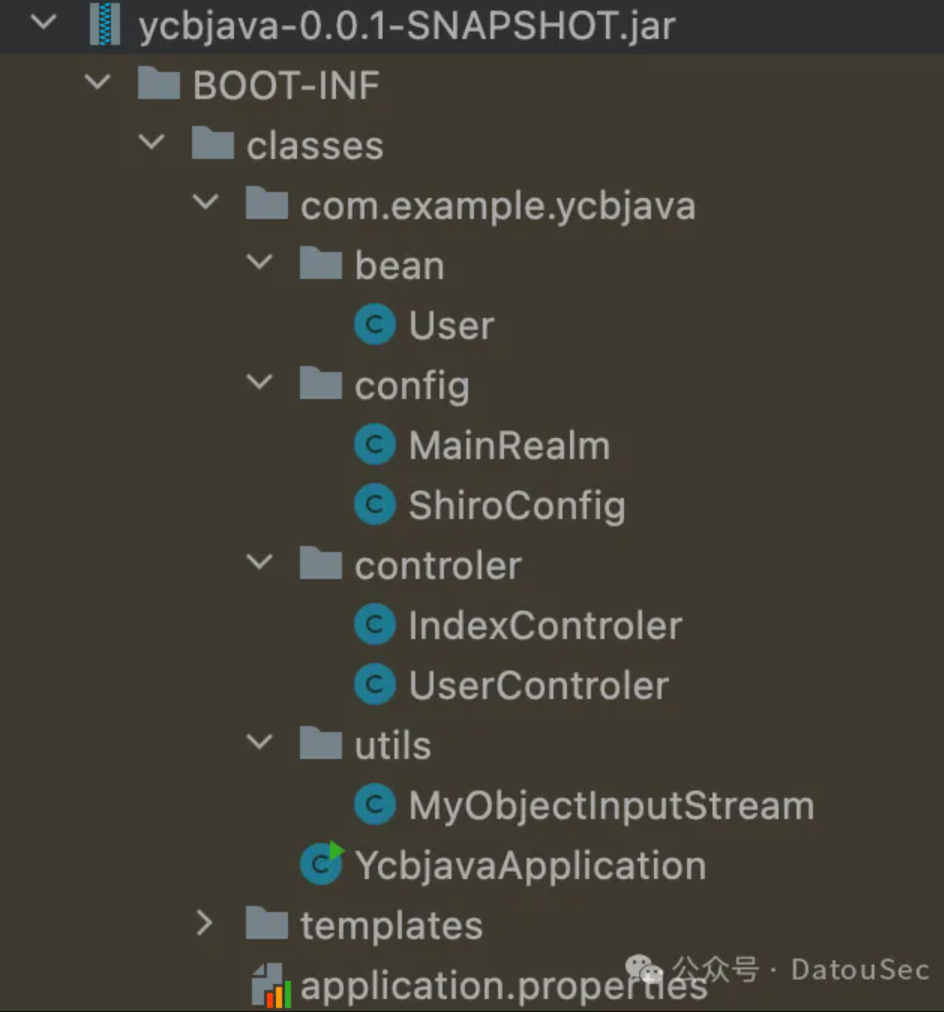 ycbjava-0.0.1-SNAPSHOT.jar
BOOT-INF
classes
com.example.ycbjava
bean
C User
config
C MainRealm
C ShiroConfig
controler
C IndexControler
C UserControler
utils
C MyObjectInputStream
C YcbjavaApplication
templates
application.properties
公众号 · DatouSec